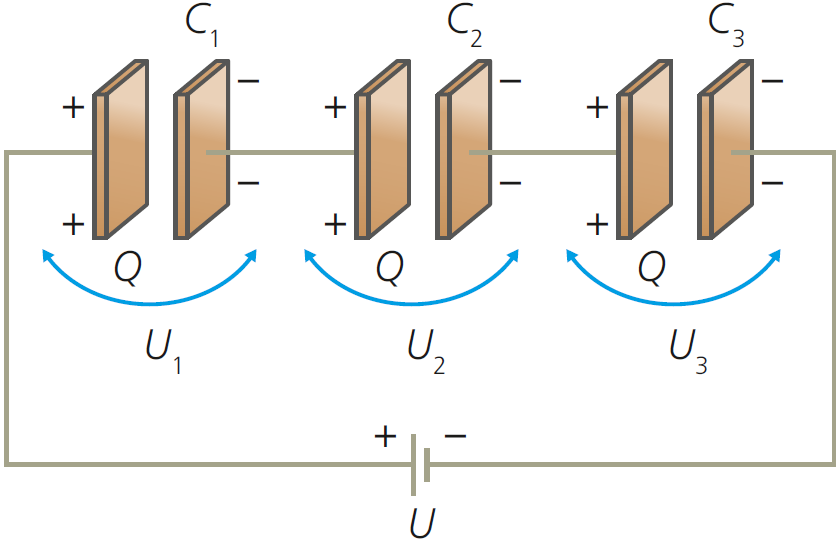 C₁ C₂ C₃
+ − + − + −
− − −
+ + +
Q Q Q
U₁ U₂ U₃
+ −
U